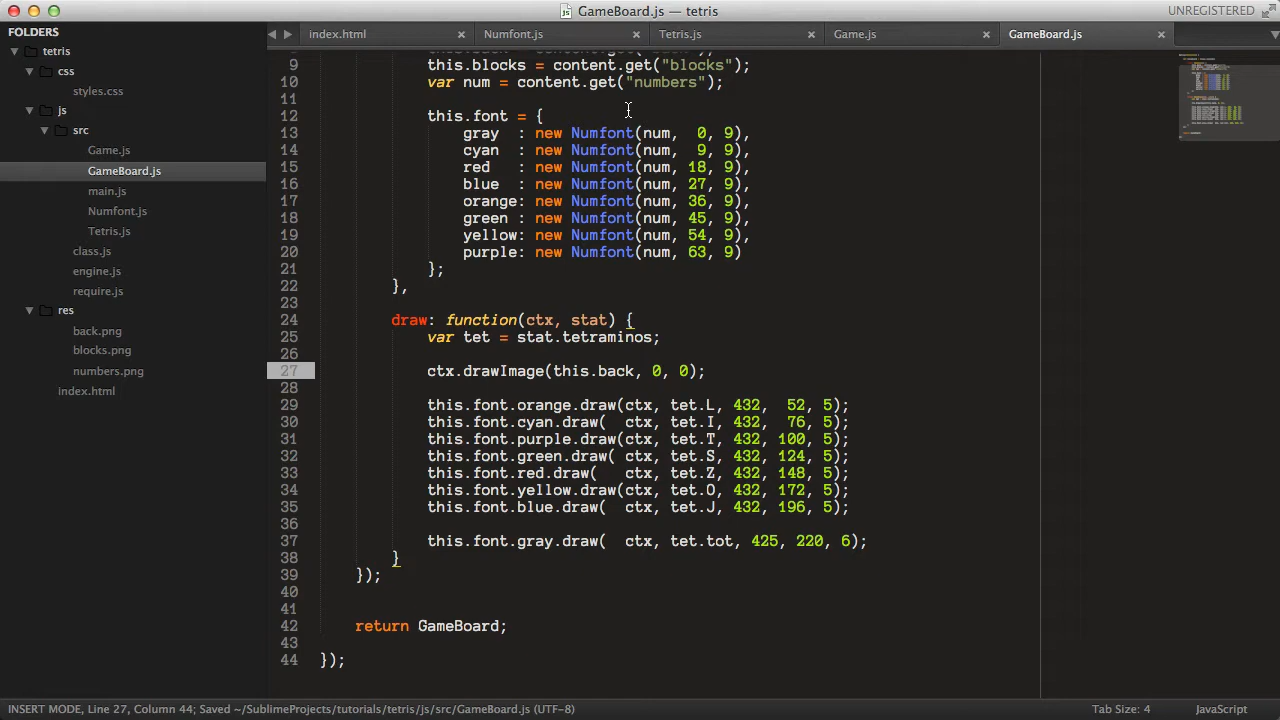 GameBoard.js — tetris
UNREGISTERED
FOLDERS
tetris
css
styles.css
js
src
Game.js
GameBoard.js
main.js
Numfont.js
Tetris.js
class.js
engine.js
require.js
res
back.png
blocks.png
numbers.png
index.html
index.html × Numfont.js × Tetris.js × Game.js × GameBoard.js ×
9 this.blocks = content.get("blocks");
10 var num = content.get("numbers");
11
12 this.font = {
13 gray : new Numfont(num, 0, 9),
14 cyan : new Numfont(num, 9, 9),
15 red : new Numfont(num, 18, 9),
16 blue : new Numfont(num, 27, 9),
17 orange: new Numfont(num, 36, 9),
18 green : new Numfont(num, 45, 9),
19 yellow: new Numfont(num, 54, 9),
20 purple: new Numfont(num, 63, 9)
21 };
22 },
23
24 draw: function(ctx, stat) {
25 var tet = stat.tetraminos;
26
27 ctx.drawImage(this.back, 0, 0);
28
29 this.font.orange.draw(ctx, tet.L, 432, 52, 5);
30 this.font.cyan.draw( ctx, tet.I, 432, 76, 5);
31 this.font.purple.draw(ctx, tet.T, 432, 100, 5);
32 this.font.green.draw( ctx, tet.S, 432, 124, 5);
33 this.font.red.draw( ctx, tet.Z, 432, 148, 5);
34 this.font.yellow.draw(ctx, tet.O, 432, 172, 5);
35 this.font.blue.draw( ctx, tet.J, 432, 196, 5);
36
37 this.font.gray.draw( ctx, tet.tot, 425, 220, 6);
38 }
39 });
40
41
42 return GameBoard;
43
44 });
INSERT MODE, Line 27, Column 44; Saved ~/SublimeProjects/tutorials/tetris/js/src/GameBoard.js (UTF-8)
Tab Size: 4
JavaScript